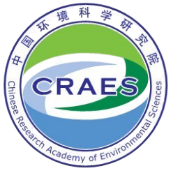 中国环境科学研究院
CRAES
Chinese Research Academy of Environmental Sciences